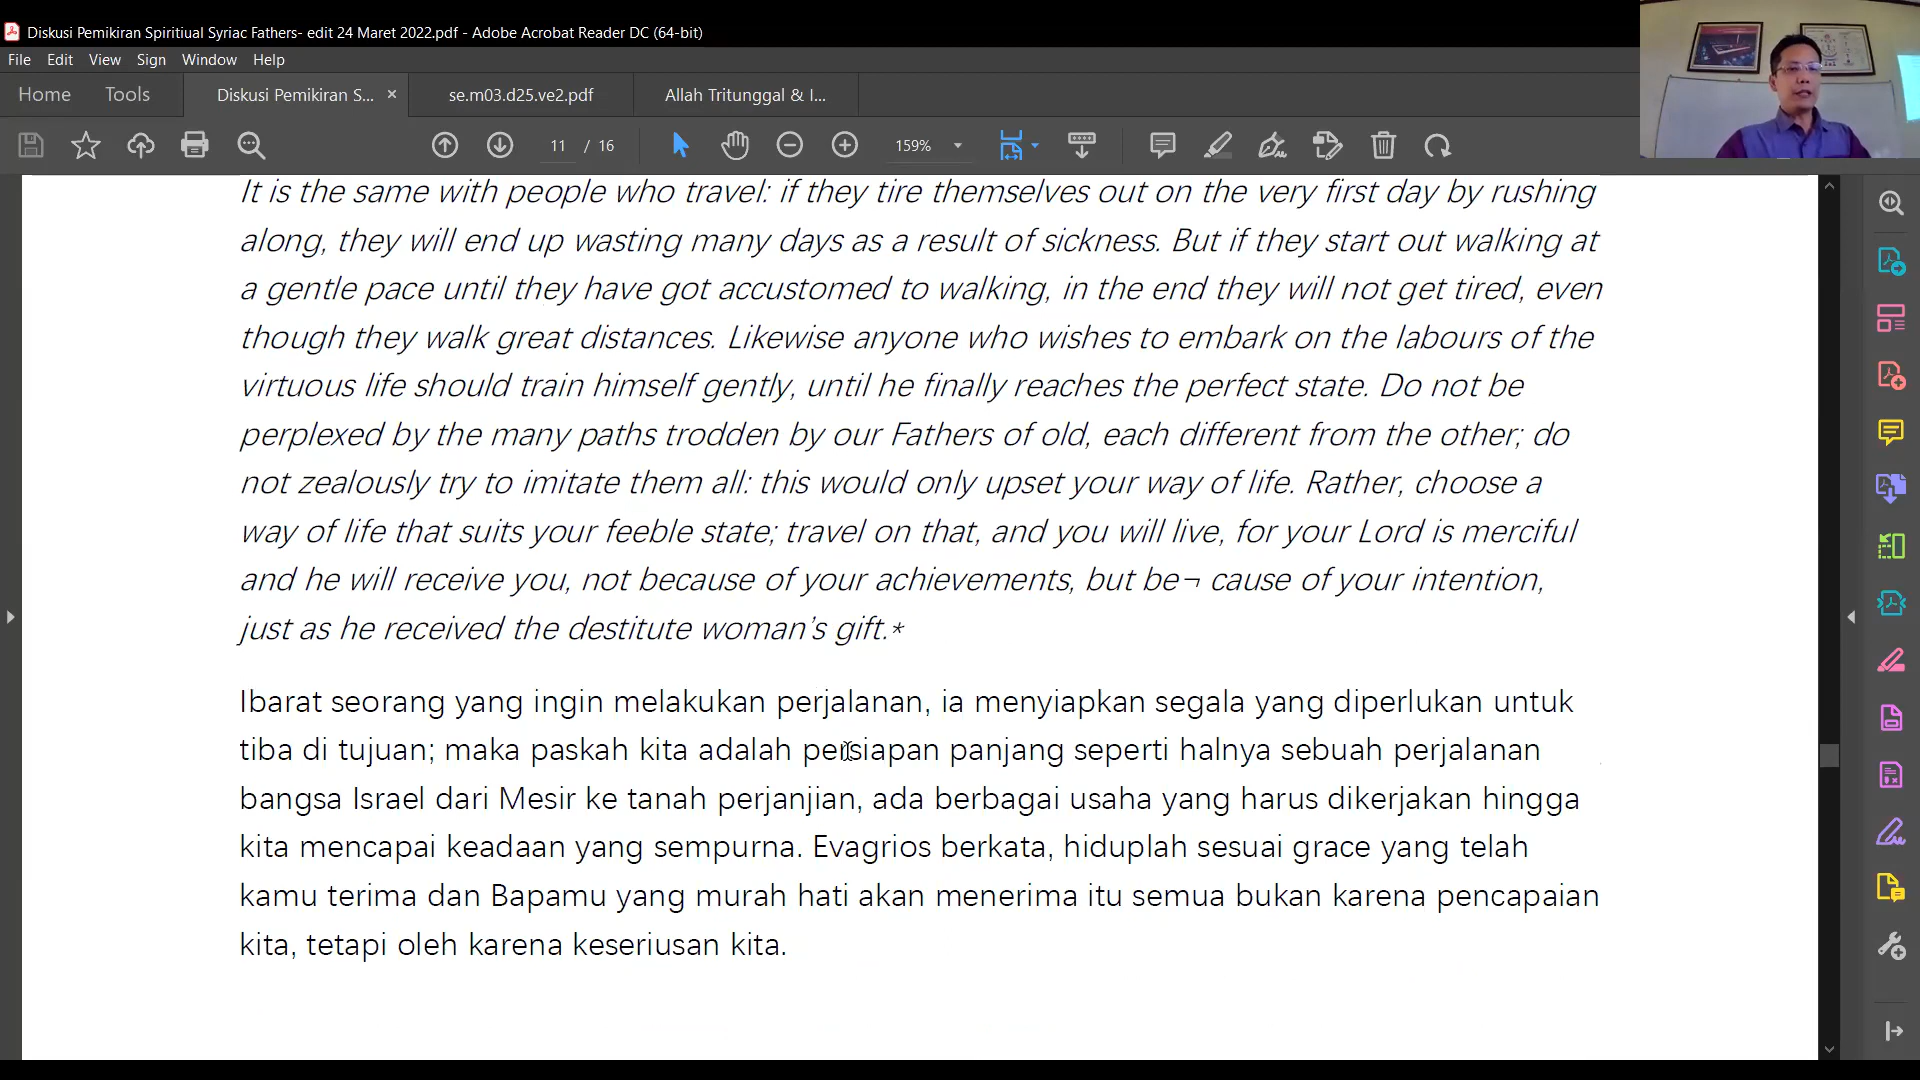 Diskusi Pemikiran Spiritiual Syriac Fathers- edit 24 Maret 2022.pdf - Adobe Acrobat Reader DC (64-bit)
File Edit View Sign Window Help
Home Tools Diskusi Pemikiran S... × se.m03.d25.ve2.pdf Allah Tritunggal & I...
11 / 16 159%
It is the same with people who travel: if they tire themselves out on the very first day by rushing
along, they will end up wasting many days as a result of sickness. But if they start out walking at
a gentle pace until they have got accustomed to walking, in the end they will not get tired, even
though they walk great distances. Likewise anyone who wishes to embark on the labours of the
virtuous life should train himself gently, until he finally reaches the perfect state. Do not be
perplexed by the many paths trodden by our Fathers of old, each different from the other; do
not zealously try to imitate them all: this would only upset your way of life. Rather, choose a
way of life that suits your feeble state; travel on that, and you will live, for your Lord is merciful
and he will receive you, not because of your achievements, but be¬ cause of your intention,
just as he received the destitute woman's gift.*
Ibarat seorang yang ingin melakukan perjalanan, ia menyiapkan segala yang diperlukan untuk
tiba di tujuan; maka paskah kita adalah persiapan panjang seperti halnya sebuah perjalanan
bangsa Israel dari Mesir ke tanah perjanjian, ada berbagai usaha yang harus dikerjakan hingga
kita mencapai keadaan yang sempurna. Evagrios berkata, hiduplah sesuai grace yang telah
kamu terima dan Bapamu yang murah hati akan menerima itu semua bukan karena pencapaian
kita, tetapi oleh karena keseriusan kita.